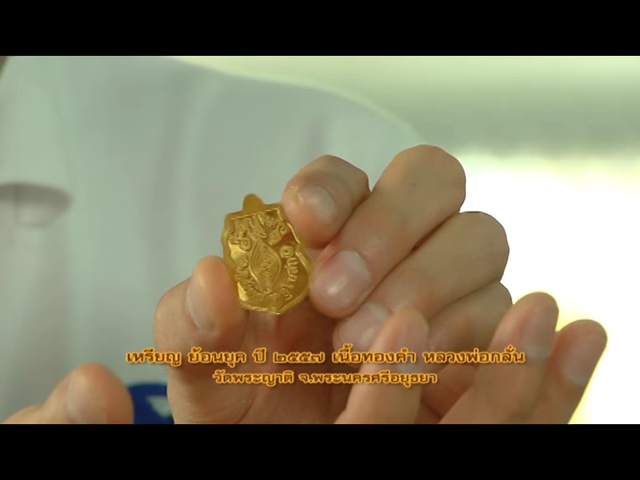 เหรียญ ย้อนยุค ปี ๒๕๕๗ เนื้อทองคำ หลวงพ่อกลั่น
วัดพระญาติ จ.พระนครศรีอยุธยา